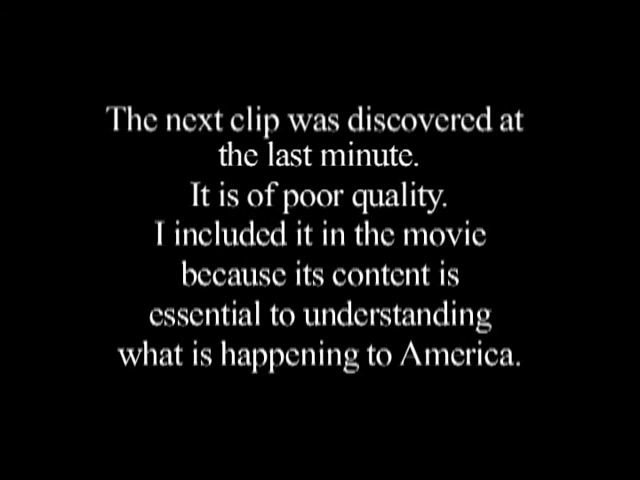 The next clip was discovered at
the last minute.
It is of poor quality.
I included it in the movie
because its content is
essential to understanding
what is happening to America.